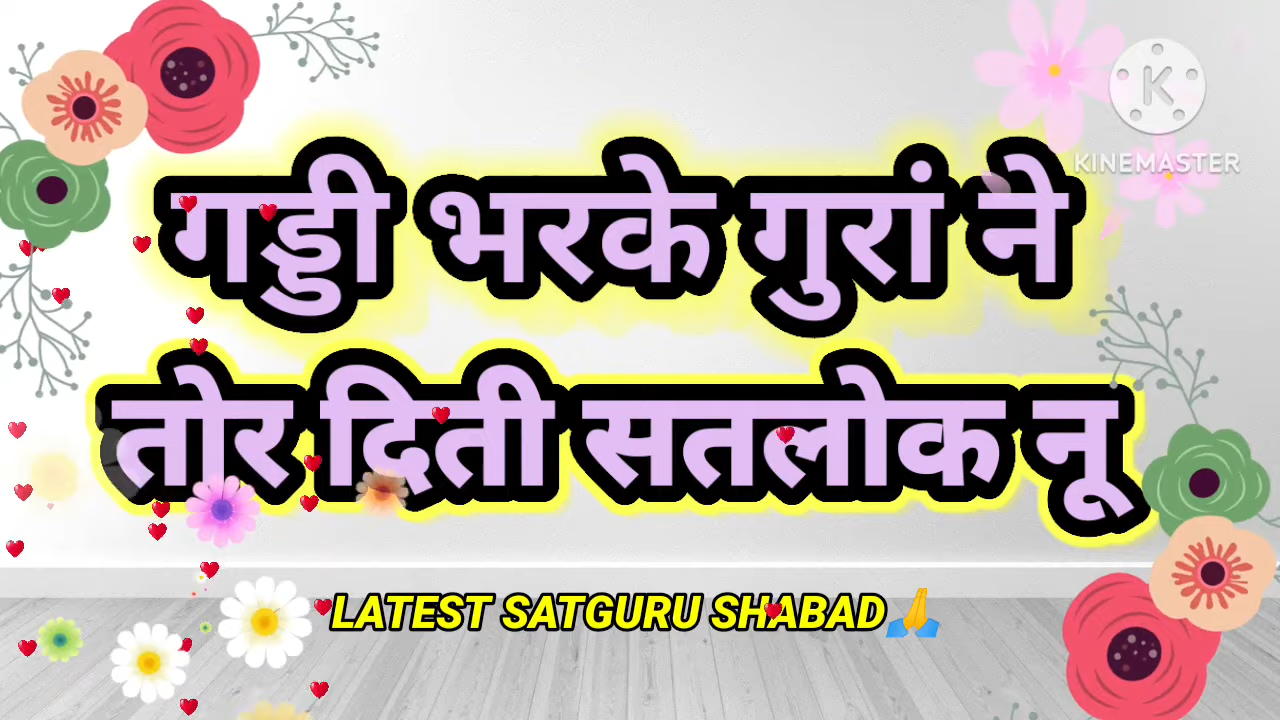 गड्डी भरके गुरां ने
तोर दिती सतलोक नू
LATEST SATGURU SHABAD🙏
K
KINEMASTER